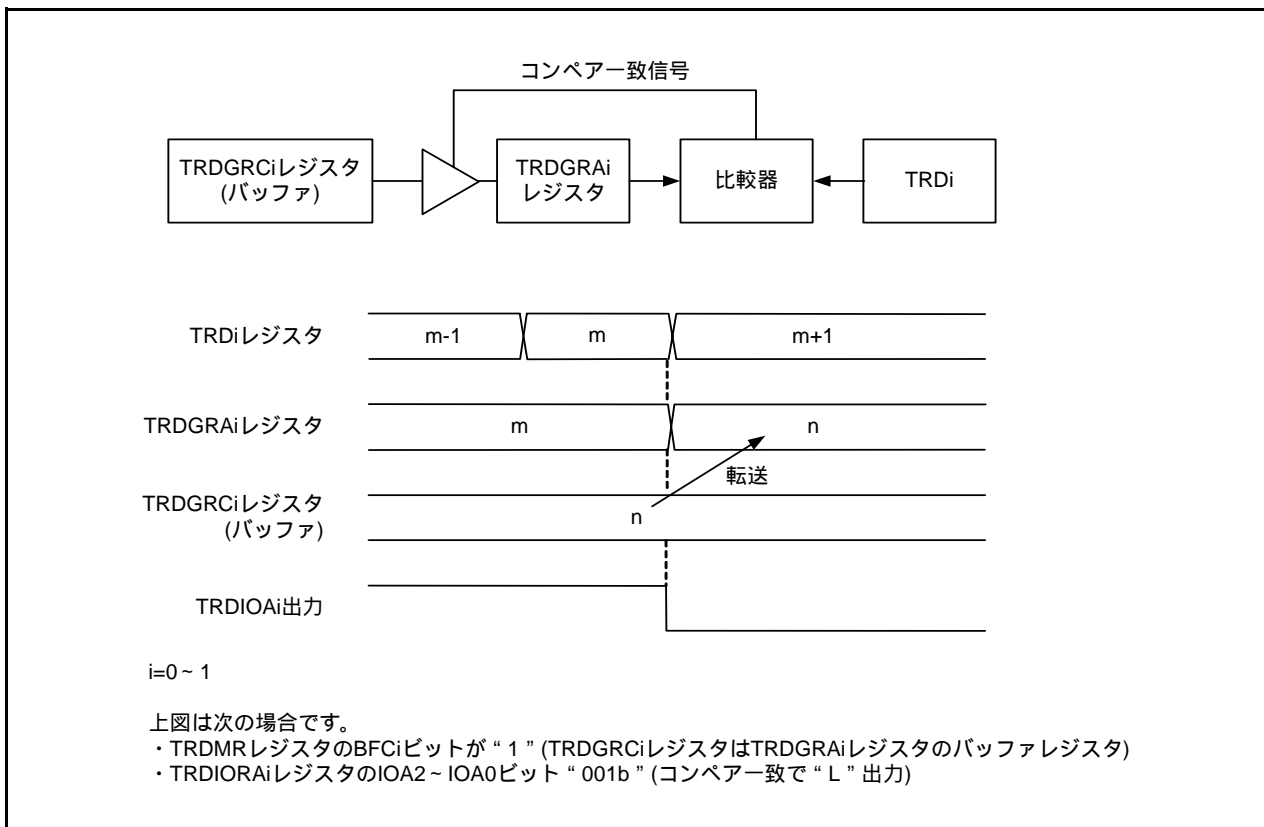 コンペア一致信号
TRDGRCiレジスタ
(バッファ)
TRDGRAi
レジスタ
比較器
TRDi
TRDiレジスタ
m-1
m
m+1
TRDGRAiレジスタ
m
n
転送
TRDGRCiレジスタ
(バッファ)
n
TRDIOAi出力
i=0~1
上図は次の場合です。
・TRDMRレジスタのBFCiビットが“1”(TRDGRCiレジスタはTRDGRAiレジスタのバッファレジスタ)
・TRDIORAiレジスタのIOA2~IOA0ビット“001b”(コンペア一致で“L”出力)